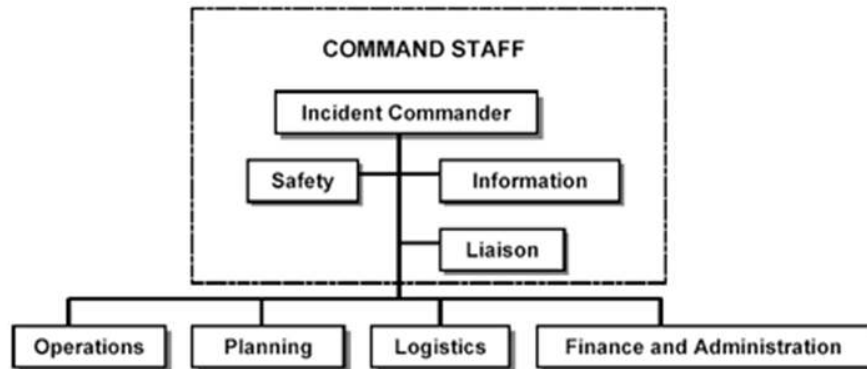 COMMAND STAFF
Incident Commander
Safety
Information
Liaison
Operations
Planning
Logistics
Finance and Administration